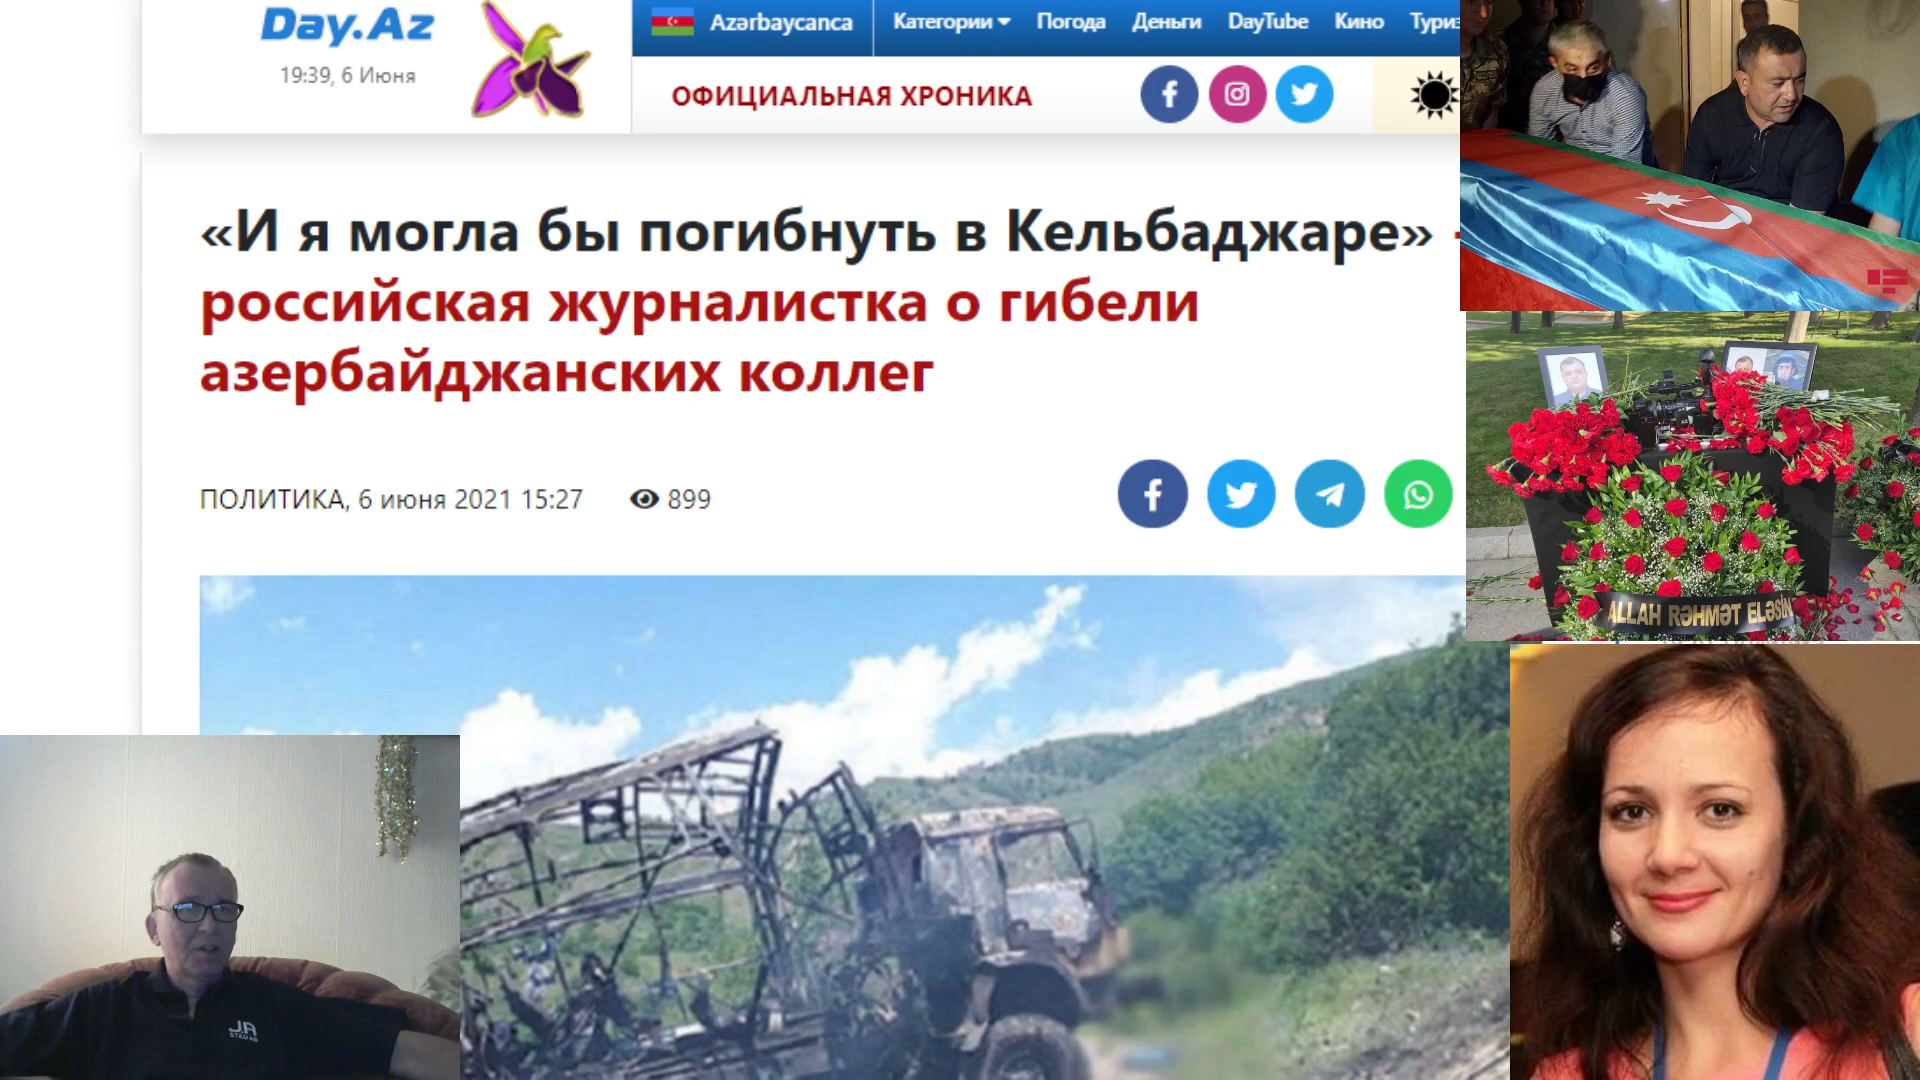 Day.Az
19:39, 6 Июня
Azərbaycanca
Категории
Погода
Деньги
DayTube
Кино
ОФИЦИАЛЬНАЯ ХРОНИКА
«И я могла бы погибнуть в Кельбаджаре» -
российская журналистка о гибели
азербайджанских коллег
ПОЛИТИКА, 6 июня 2021 15:27
899
ALLAH RƏHMƏT ELƏSİN
JA